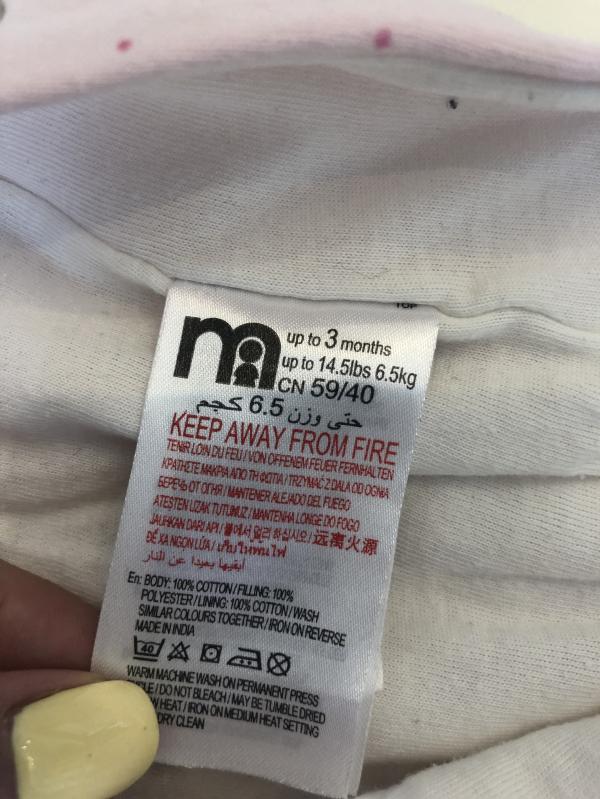 TOP
m
up to 3 months
up to 14.5lbs 6.5kg
CN 59/40
حتى وزن 6.5 كجم
KEEP AWAY FROM FIRE
TENIR LOIN DU FEU / VON OFFENEM FEUER FERNHALTEN
ΚΡΑΤΗΣΤΕ ΜΑΚΡΙΑ ΑΠΟ ΤΗ ΦΩΤΙΑ / TRZYMAĆ Z DALA OD OGNIA
БЕРЕЧЬ ОТ ОГНЯ / MANTENER ALEJADO DEL FUEGO
ATEŞTEN UZAK TUTUNUZ / MANTENHA LONGE DO FOGO
JAUHKAN DARI API / 불에서 멀리 하십시오 / 远离火源
ĐỂ XA NGỌN LỬA / เก็บให้พ้นไฟ
أبقيها بعيدا عن النار
En: BODY: 100% COTTON / FILLING: 100%
POLYESTER / LINING: 100% COTTON / WASH
SIMILAR COLOURS TOGETHER / IRON ON REVERSE
MADE IN INDIA
40
WARM MACHINE WASH ON PERMANENT PRESS
/ DO NOT BLEACH / MAY BE TUMBLE DRIED
HEAT / IRON ON MEDIUM HEAT SETTING
DRY CLEAN